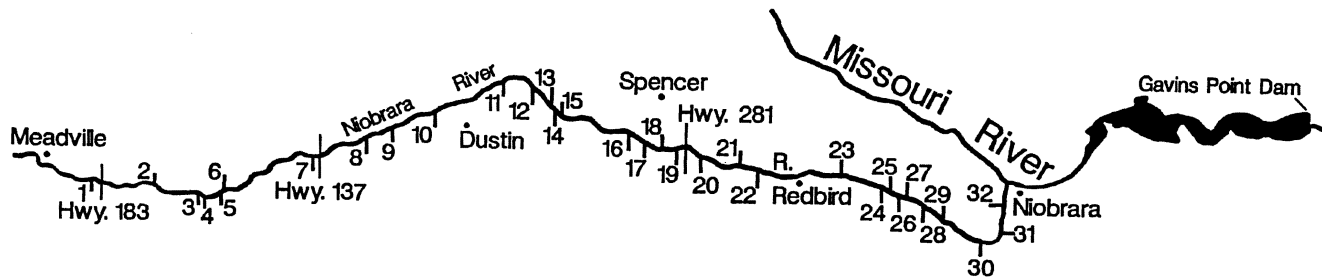 Missouri
River
Gavins Point Dam
Spencer
Hwy. 281
River
Niobrara
Dustin
Meadville
Hwy. 183
Hwy. 137
R.
Redbird
Niobrara
1
2
3
4
5
6
7
8
9
10
11
12
13
14
15
16
17
18
19
20
21
22
23
24
25
26
27
28
29
30
31
32